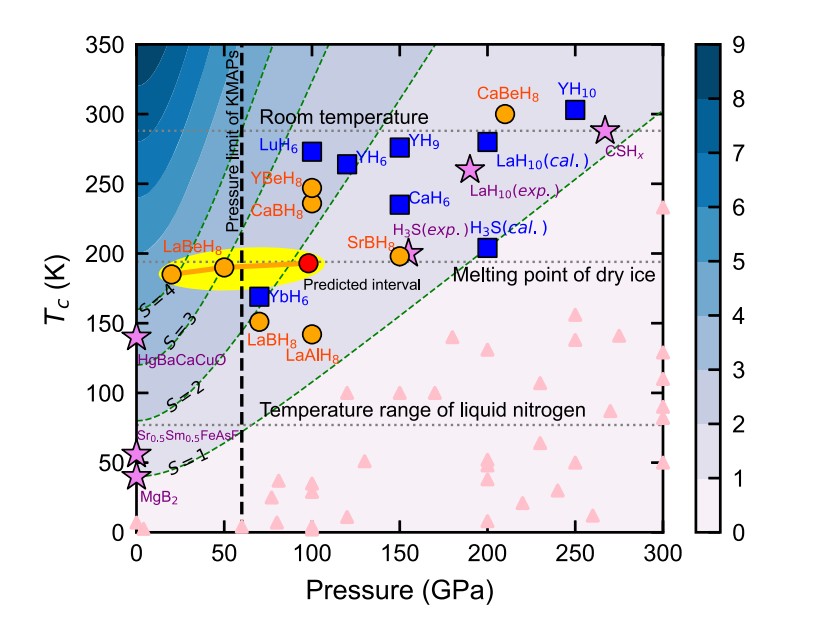 350
300
250
200
150
100
50
0
T_c (K)
0
50
100
150
200
250
300
Pressure (GPa)
9
8
7
6
5
4
3
2
1
0
Pressure limit of KMAPs
Room temperature
Melting point of dry ice
Temperature range of liquid nitrogen
Predicted interval
CaBeH₈
YH₁₀
LuH₆
YH₆
YH₉
LaH₁₀(cal.)
CSHₓ
YBeH₈
CaBH₈
LaH₁₀(exp.)
CaH₆
H₃S(exp.)
H₃S(cal.)
LaBeH₈
SrBH₈
YbH₆
LaBH₈
LaAlH₈
S=4
S=3
S=2
S=1
HgBaCaCuO
Sr₀.₅Sm₀.₅FeAsF
MgB₂